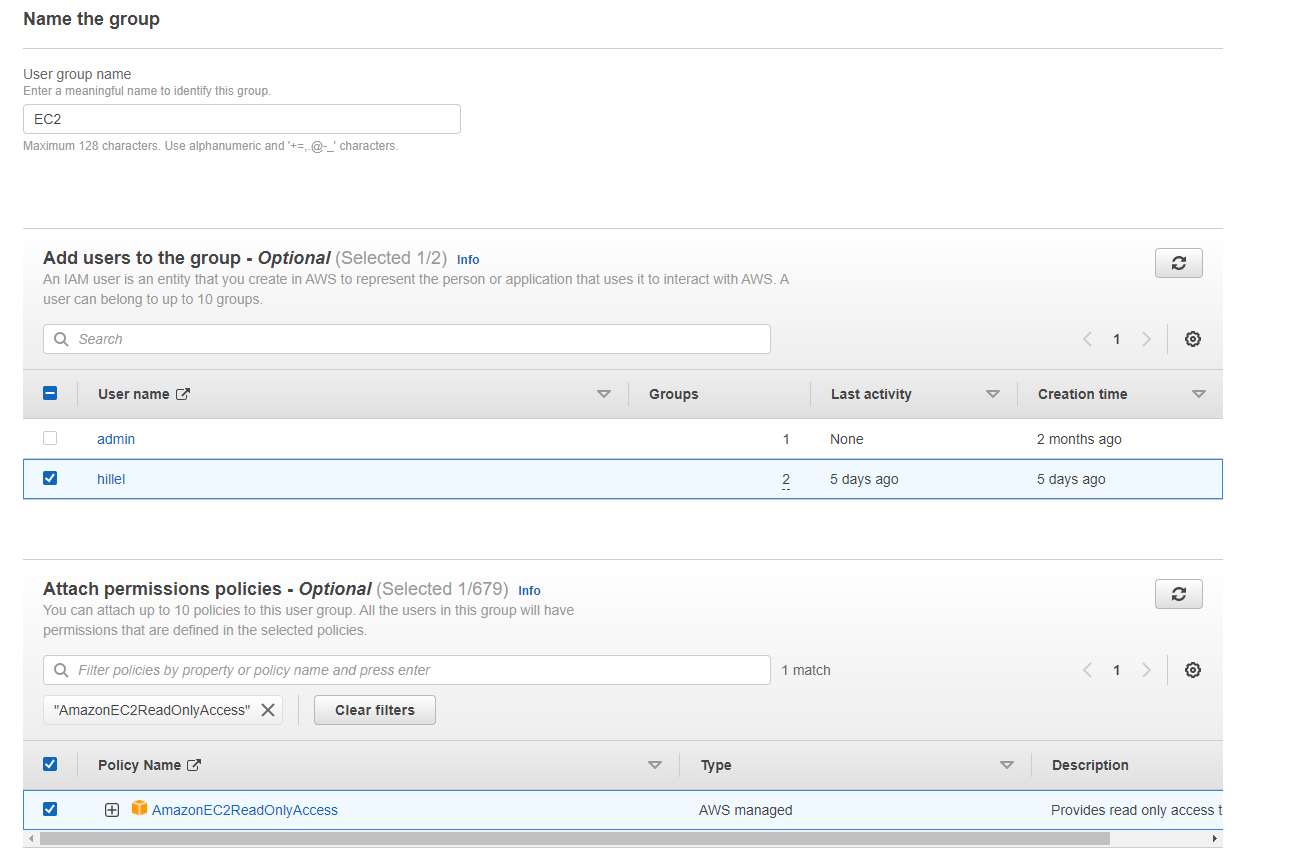 Name the group
User group name
Enter a meaningful name to identify this group.
EC2
Maximum 128 characters. Use alphanumeric and '+=,.@-_' characters.
Add users to the group - Optional (Selected 1/2) Info
An IAM user is an entity that you create in AWS to represent the person or application that uses it to interact with AWS. A
user can belong to up to 10 groups.
Search
1
User name Groups Last activity Creation time
admin 1 None 2 months ago
hillel 2 5 days ago 5 days ago
Attach permissions policies - Optional (Selected 1/679) Info
You can attach up to 10 policies to this user group. All the users in this group will have
permissions that are defined in the selected policies.
Filter policies by property or policy name and press enter 1 match 1
"AmazonEC2ReadOnlyAccess" Clear filters
Policy Name Type Description
AmazonEC2ReadOnlyAccess AWS managed Provides read only access t